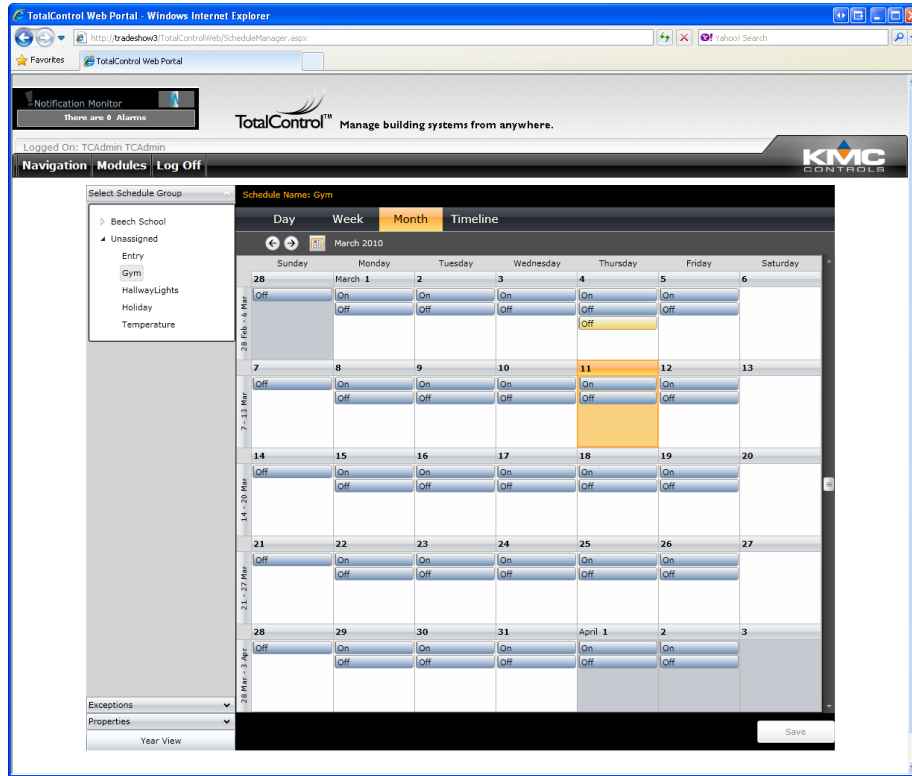 TotalControl Web Portal - Windows Internet Explorer
http://tradeshow3/TotalControlWeb/ScheduleManager.aspx
Yahoo! Search
Favorites
TotalControl Web Portal
Notification Monitor
There are 0 Alarms
TotalControl™ Manage building systems from anywhere.
Logged On: TCAdmin TCAdmin
Navigation Modules Log Off
KMC
CONTROLS
Select Schedule Group
Beech School
Unassigned
Entry
Gym
HallwayLights
Holiday
Temperature
Exceptions
Properties
Year View
Schedule Name: Gym
Day Week Month Timeline
March 2010
Sunday Monday Tuesday Wednesday Thursday Friday Saturday
28 March 1 2 3 4 5 6
28 Feb - 6 Mar
Off On On On On On
Off Off Off Off Off
Off
7 8 9 10 11 12 13
7 - 13 Mar
Off On On On On On
Off Off Off Off Off
14 15 16 17 18 19 20
14 - 20 Mar
Off On On On On On
Off Off Off Off Off
21 22 23 24 25 26 27
21 - 27 Mar
Off On On On On On
Off Off Off Off Off
28 29 30 31 April 1 2 3
28 Mar - 3 Apr
Off On On On On On
Off Off Off Off Off
Save